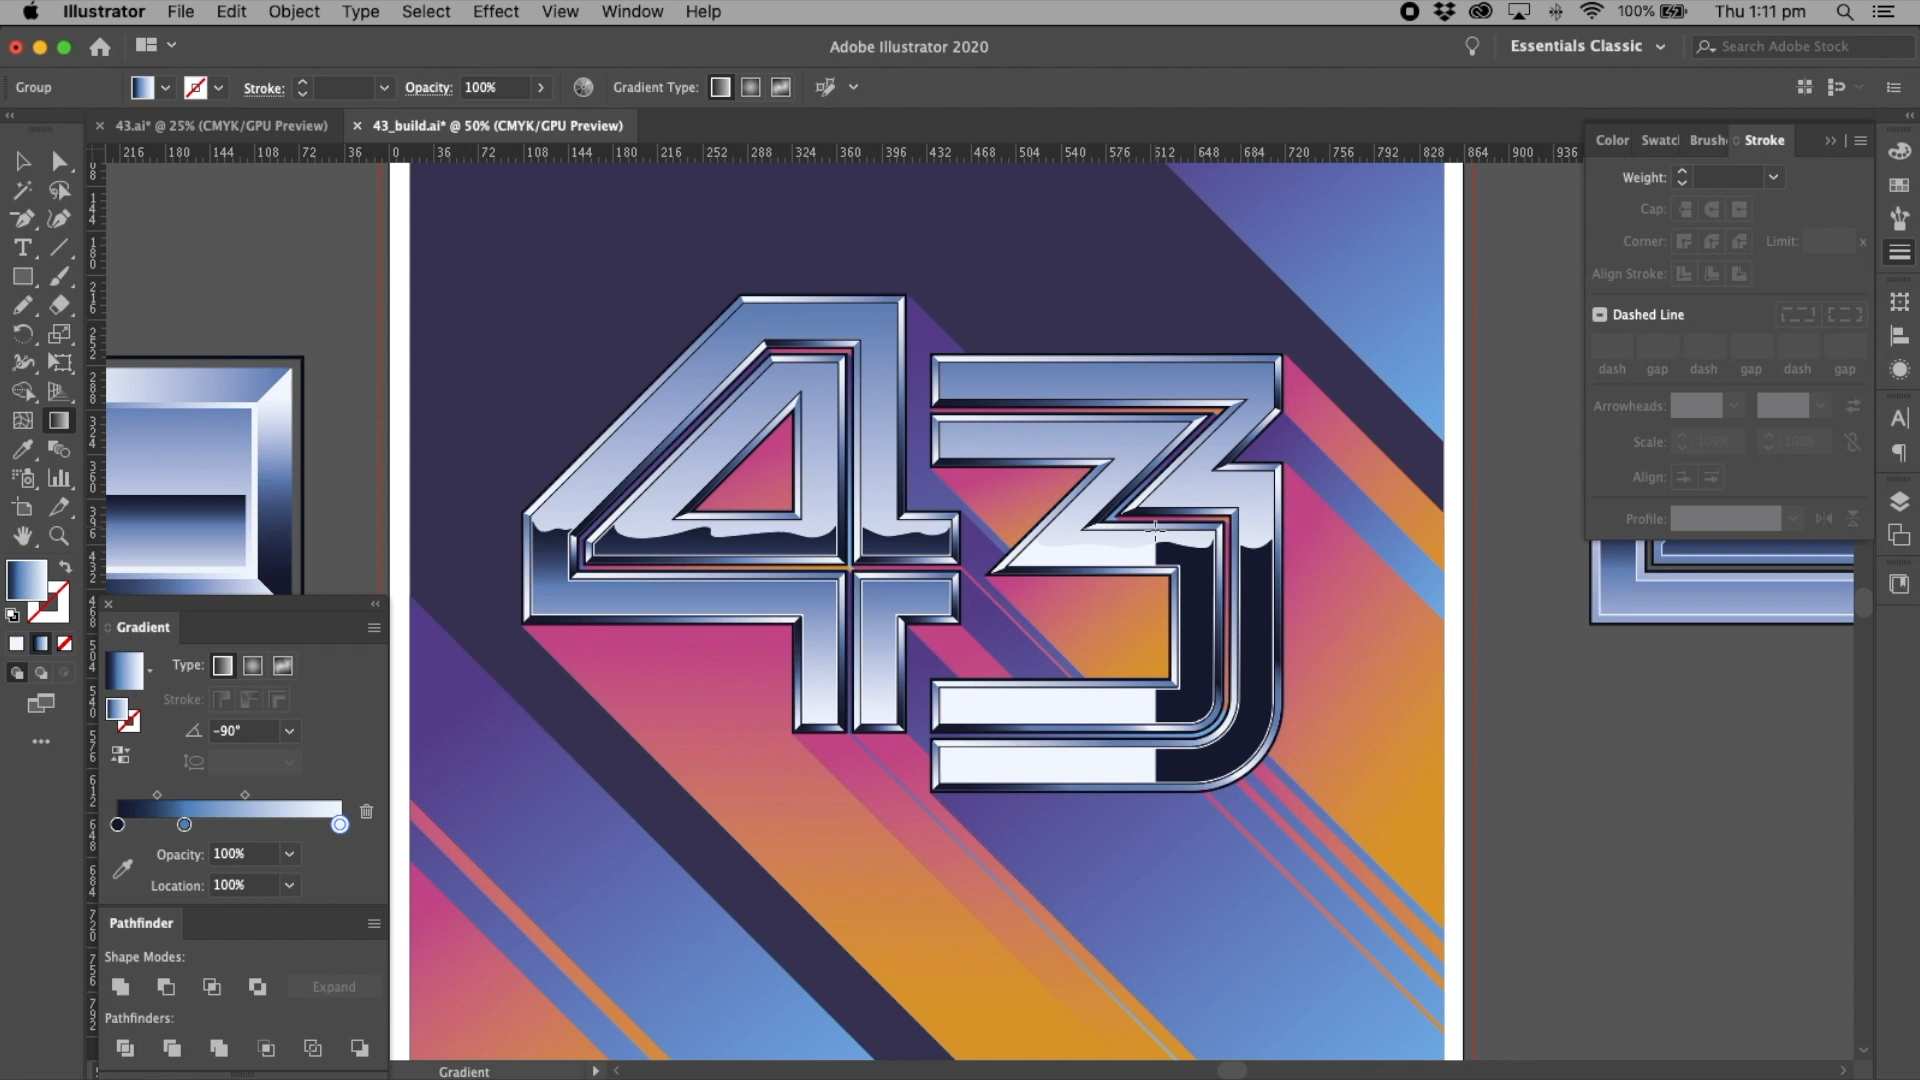 Illustrator File Edit Object Type Select Effect View Window Help 100% Thu 1:11 pm
Adobe Illustrator 2020 Essentials Classic Search Adobe Stock
Group Stroke: Opacity: 100% Gradient Type:
43.ai* @ 25% (CMYK/GPU Preview) 43_build.ai* @ 50% (CMYK/GPU Preview)
216 180 144 108 72 36 0 36 72 108 144 180 216 252 288 324 360 396 432 468 504 540 576 612 648 684 720 756 792 828 864 900 936
Color Swatcl Brush Stroke
Weight:
Cap:
Corner: Limit: x
Align Stroke:
Dashed Line
dash gap dash gap dash gap
Arrowheads:
Scale: 100% 100%
Align:
Profile:
43
Gradient
Type:
Stroke:
-90°
Opacity: 100%
Location: 100%
Pathfinder
Shape Modes:
Expand
Pathfinders:
Gradient